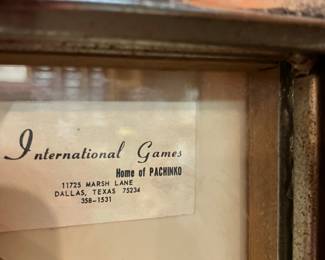 International Games
Home of PACHINKO
11725 MARSH LANE
DALLAS, TEXAS 75234
358-1531